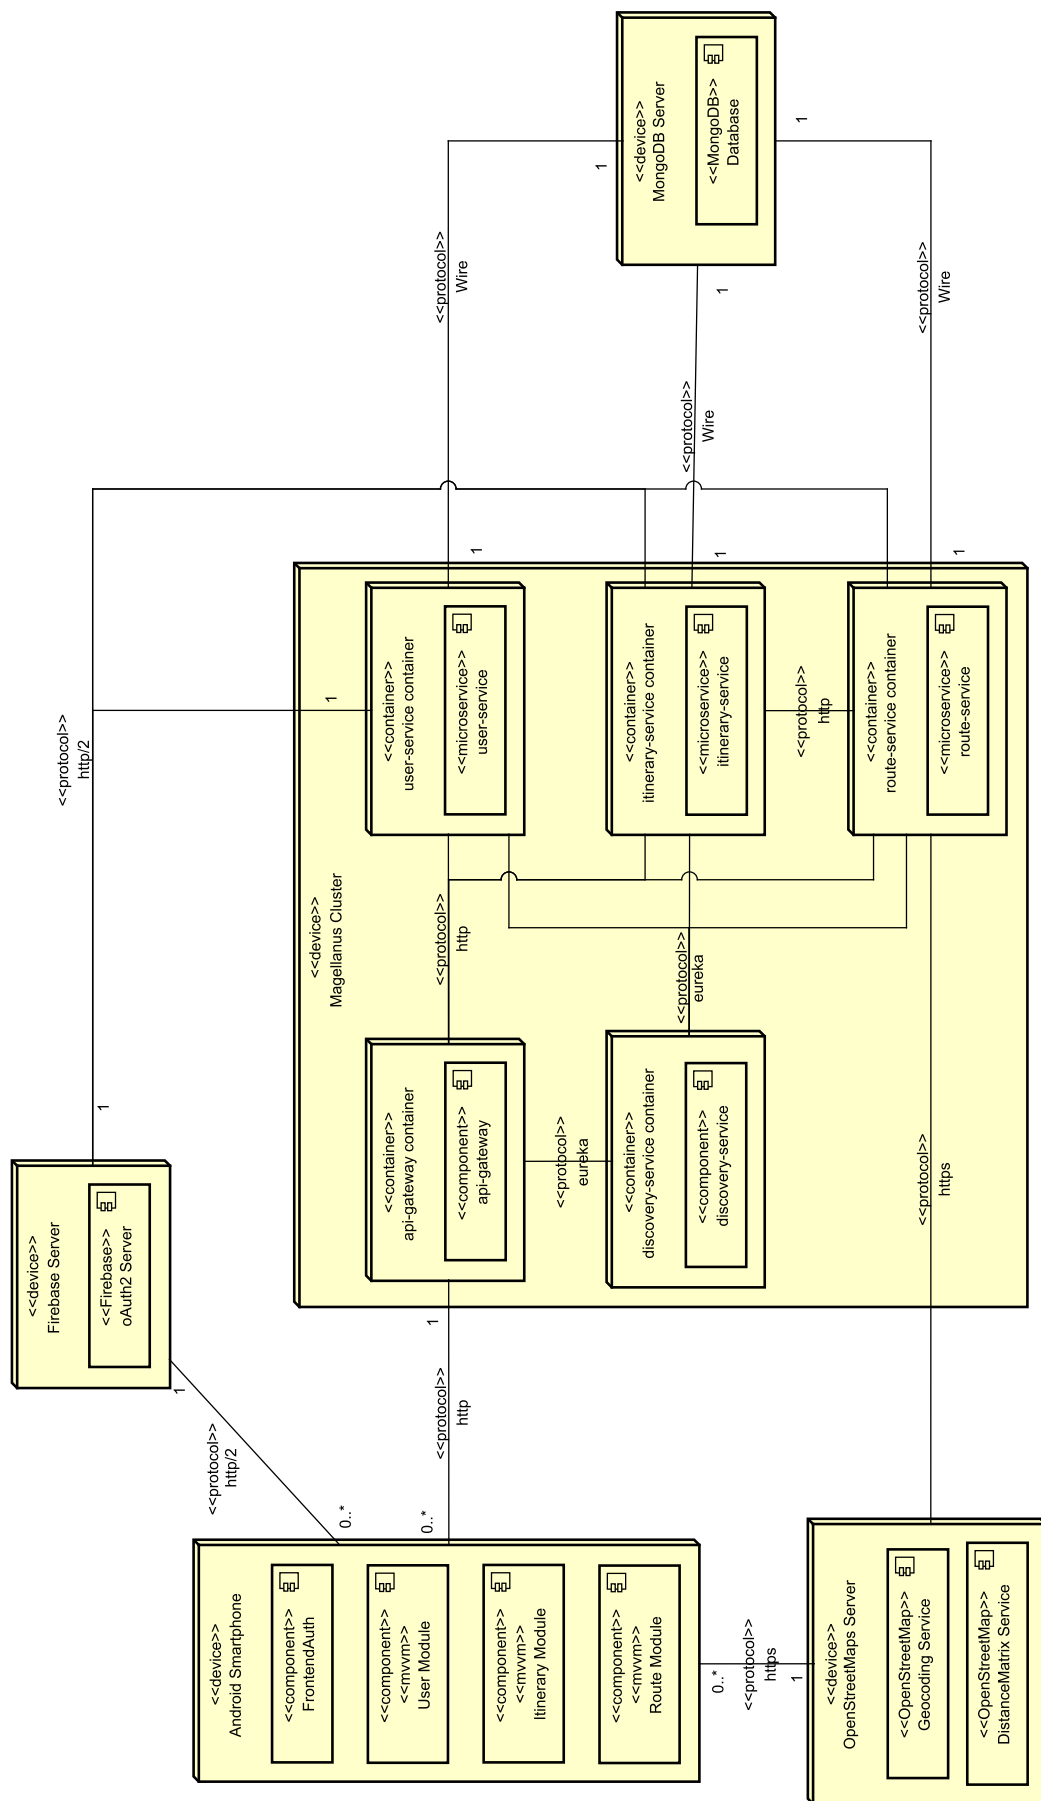 <<device>>
Android Smartphone
<<component>>
FrontendAuth
<<component>>
<<mvvm>>
User Module
<<component>>
<<mvvm>>
Itinerary Module
<<component>>
<<mvvm>>
Route Module
<<protocol>>
http/2
0..*
1
<<device>>
Firebase Server
<<Firebase>>
oAuth2 Server
1
<<protocol>>
http/2
1
<<protocol>>
http
0..*
1
<<protocol>>
https
0..*
1
<<device>>
OpenStreetMaps Server
<<OpenStreetMap>>
Geocoding Service
<<OpenStreetMap>>
DistanceMatrix Service
<<protocol>>
https
<<device>>
Magellanus Cluster
<<container>>
api-gateway container
<<component>>
api-gateway
<<protocol>>
eureka
<<container>>
discovery-service container
<<component>>
discovery-service
<<protocol>>
http
<<protocol>>
eureka
<<container>>
user-service container
<<microservice>>
user-service
<<container>>
itinerary-service container
<<microservice>>
itinerary-service
<<protocol>>
http
<<container>>
route-service container
<<microservice>>
route-service
1
<<protocol>>
Wire
1
1
<<protocol>>
Wire
1
1
<<protocol>>
Wire
1
<<device>>
MongoDB Server
<<MongoDB>>
Database